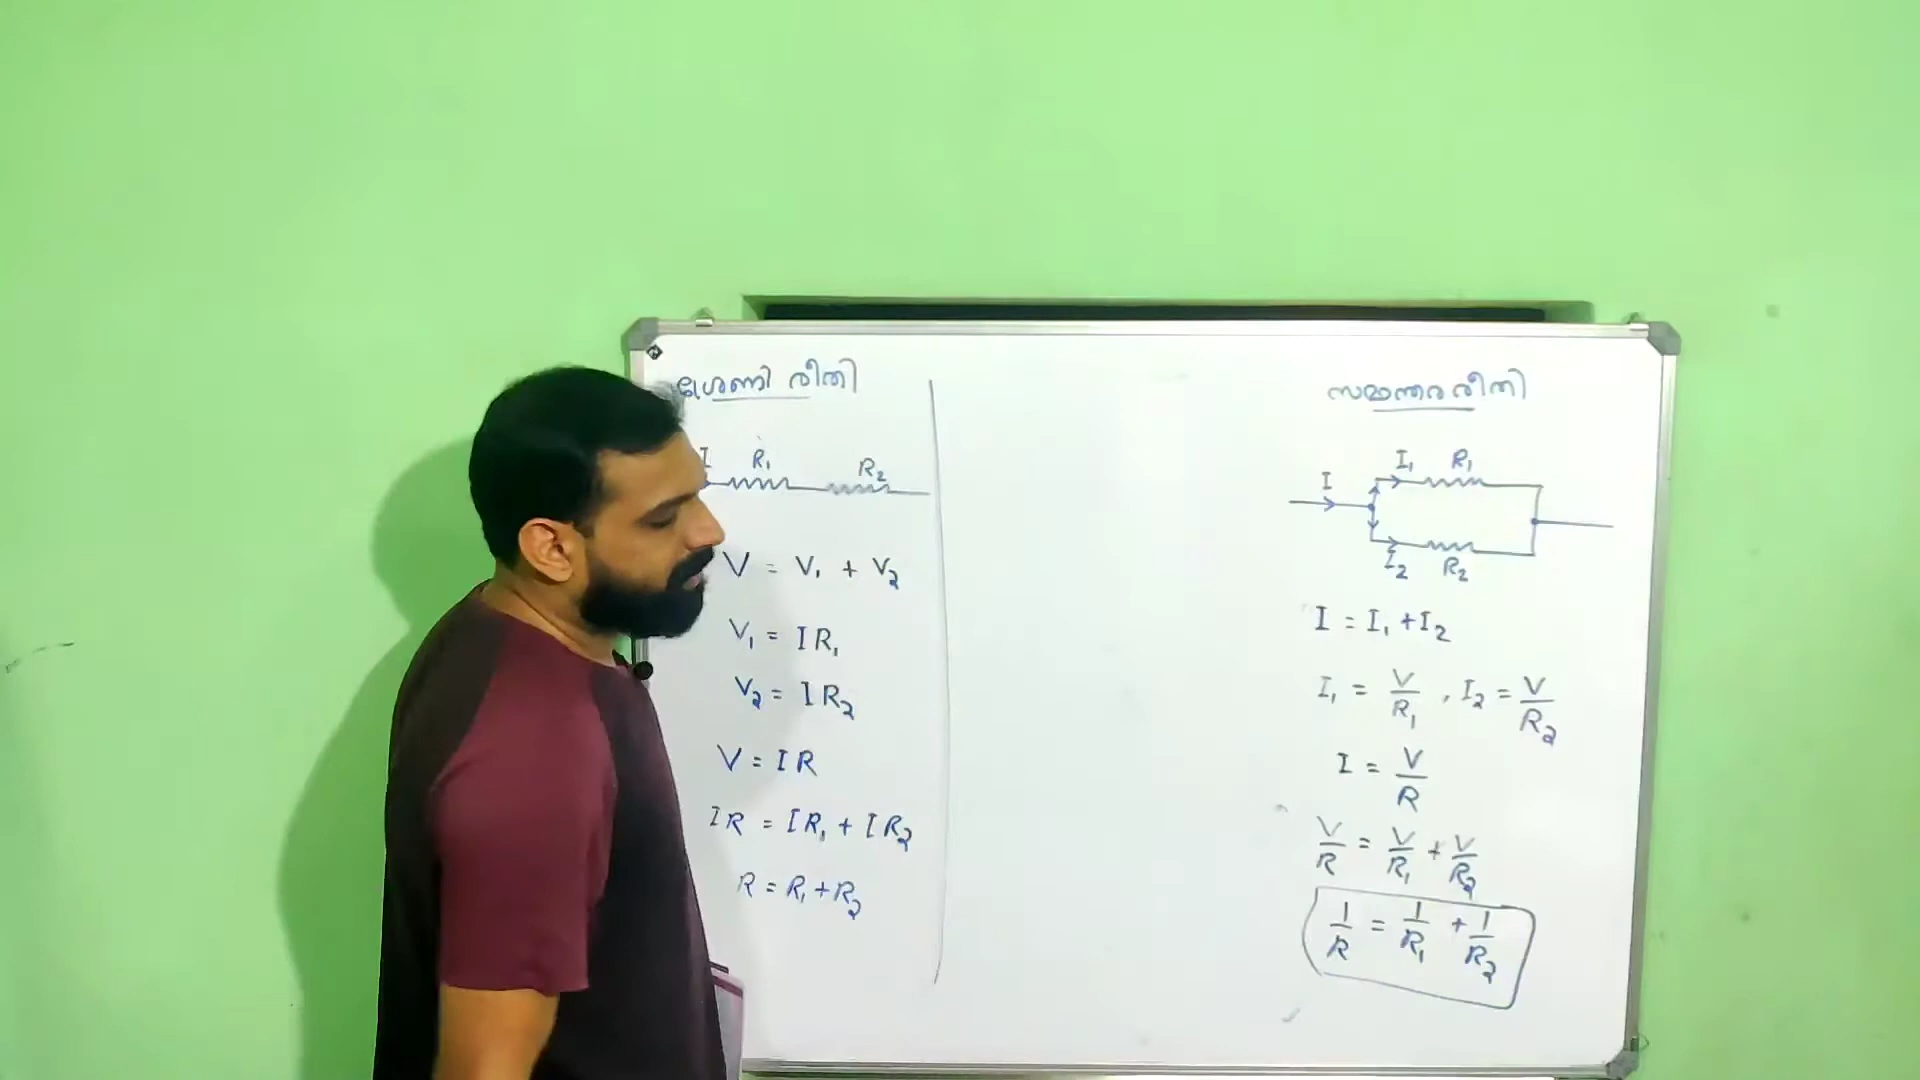 ശ്രേണി രീതി
I R₁ R₂
V = V₁ + V₂
V₁ = IR₁
V₂ = IR₂
V = IR
IR = IR₁ + IR₂
R = R₁ + R₂
സമാന്തരരീതി
I I₁ R₁
I₂ R₂
I = I₁ + I₂
I₁ = V/R₁ , I₂ = V/R₂
I = V/R
V/R = V/R₁ + V/R₂
1/R = 1/R₁ + 1/R₂